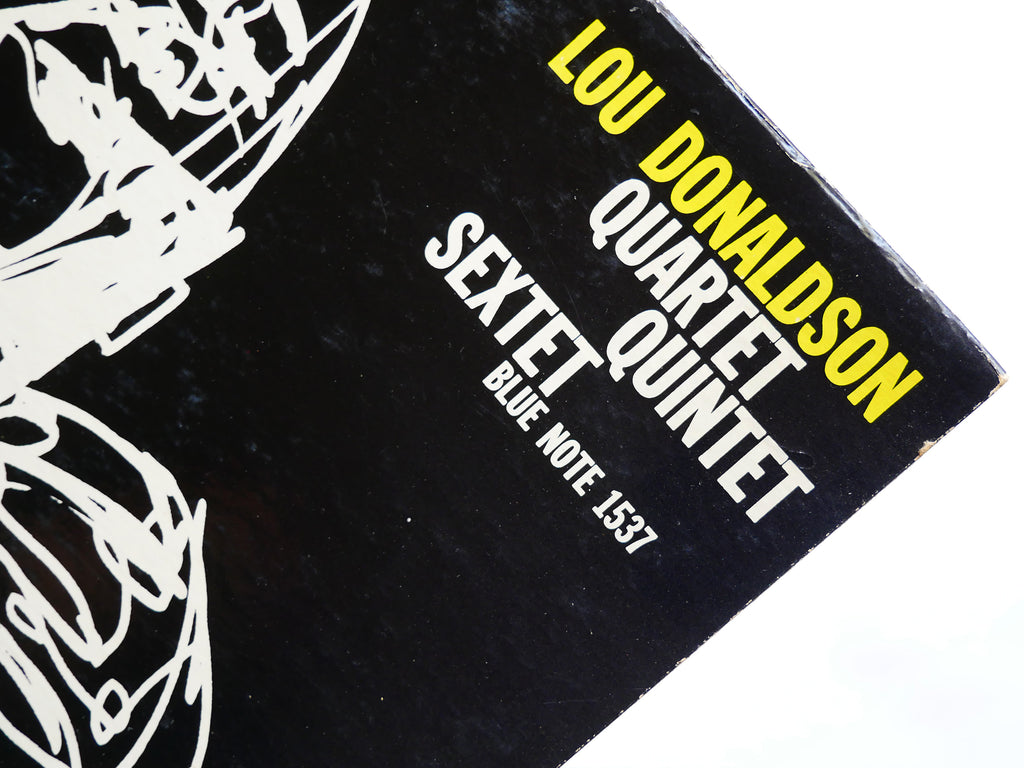 LOU DONALDSON
QUARTET
QUINTET
SEXTET
BLUE NOTE 1537